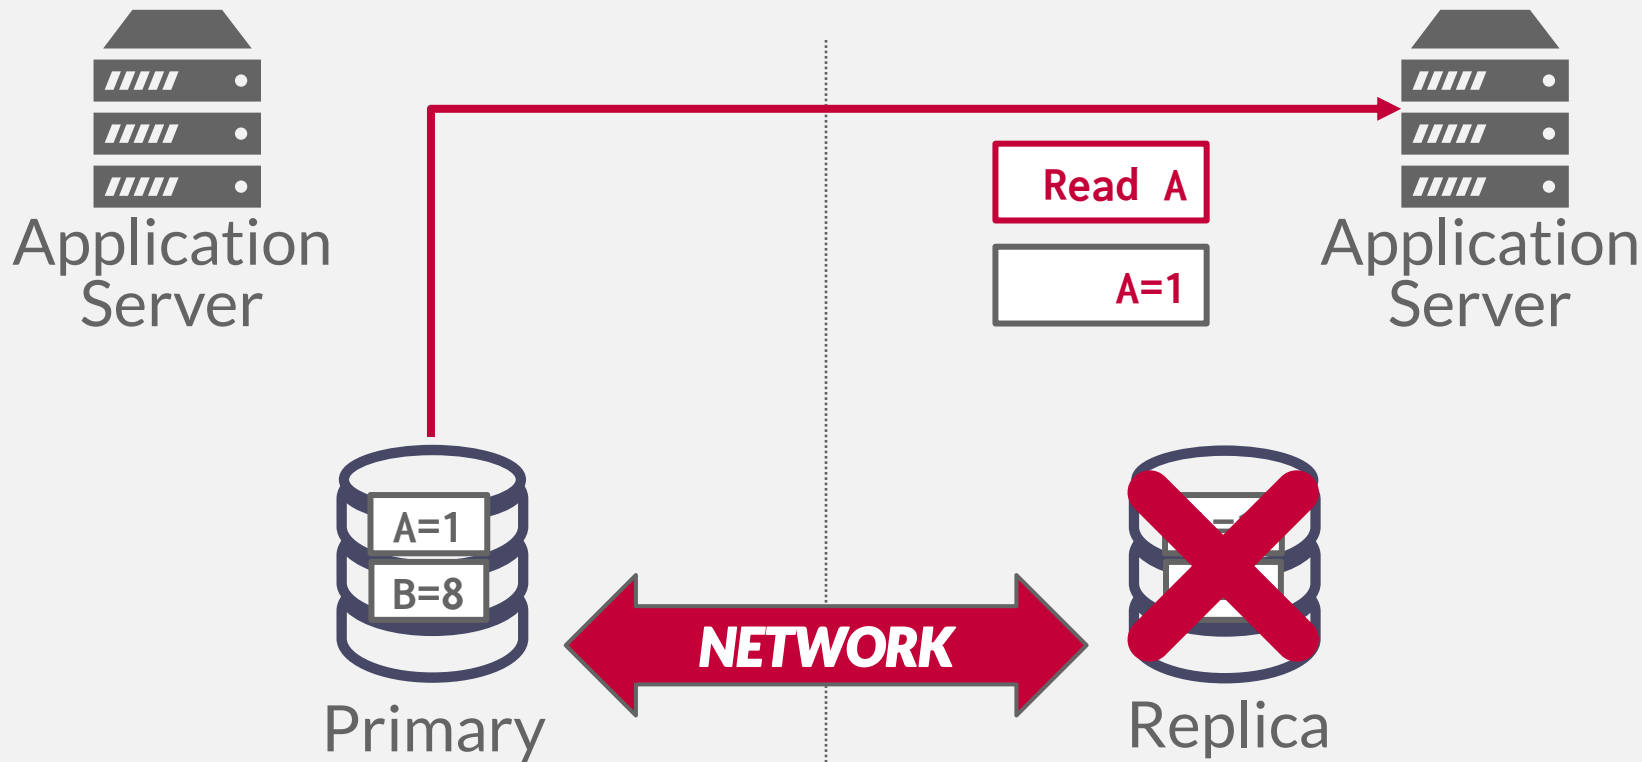 Read A
A=1
Application
Server
Application
Server
A=1
B=8
NETWORK
Primary
Replica